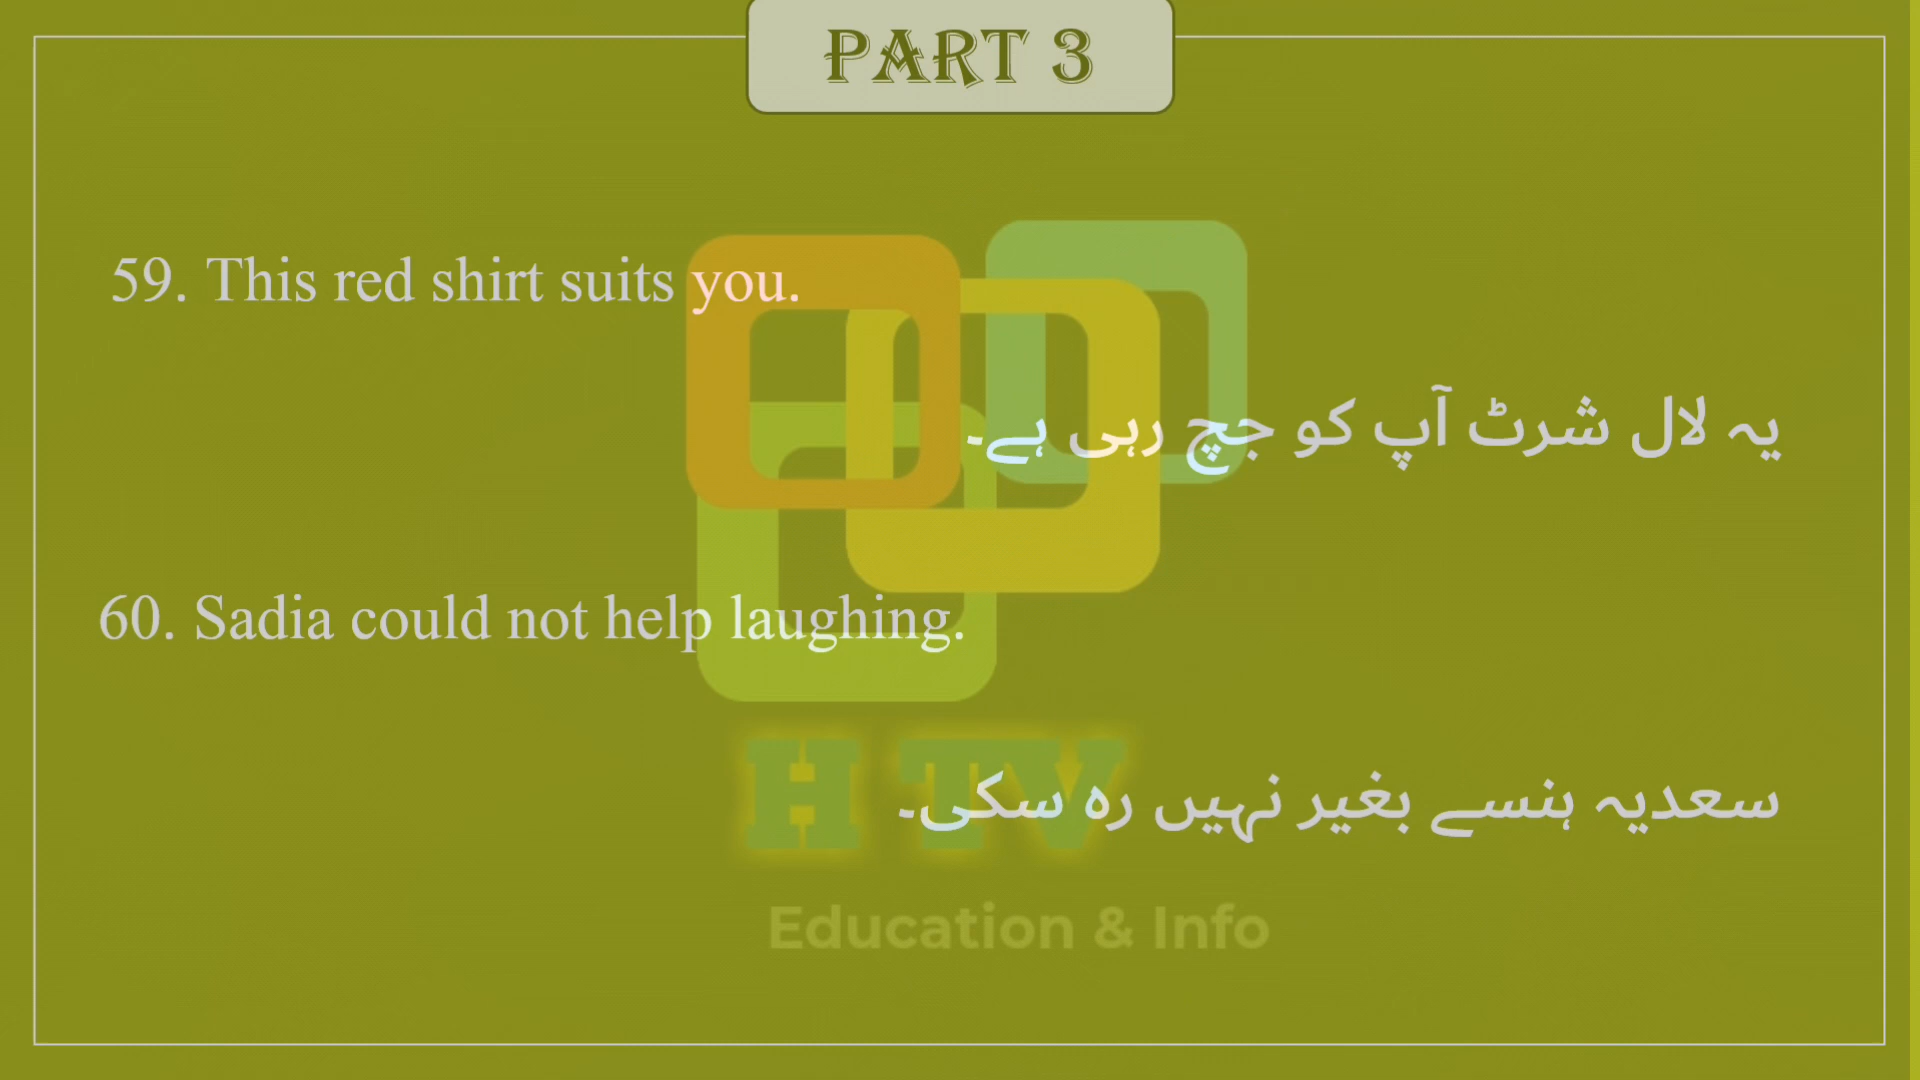 PART 3
59. This red shirt suits you.
یہ لال شرٹ آپ کو جچ رہی ہے۔
60. Sadia could not help laughing.
سعدیہ ہنسے بغیر نہیں رہ سکی۔
H TV
Education & Info